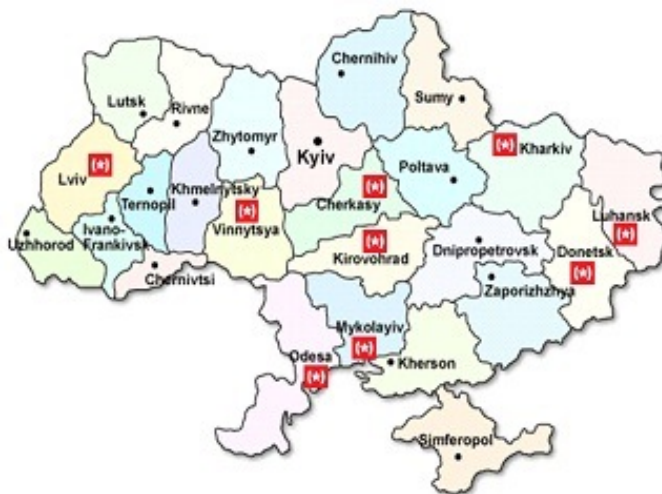 Chernihiv
Lutsk
Rivne
Sumy
Zhytomyr
Kyiv
Kharkiv
Lviv
Poltava
Khmelnytsky
Ternopil
Cherkasy
Luhansk
Vinnytsya
Ivano-
Frankivsk
Uzhhorod
Dnipropetrovsk
Donetsk
Kirovohrad
Chernivtsi
Zaporizhzhya
Mykolayiv
Odesa
Kherson
Simferopol